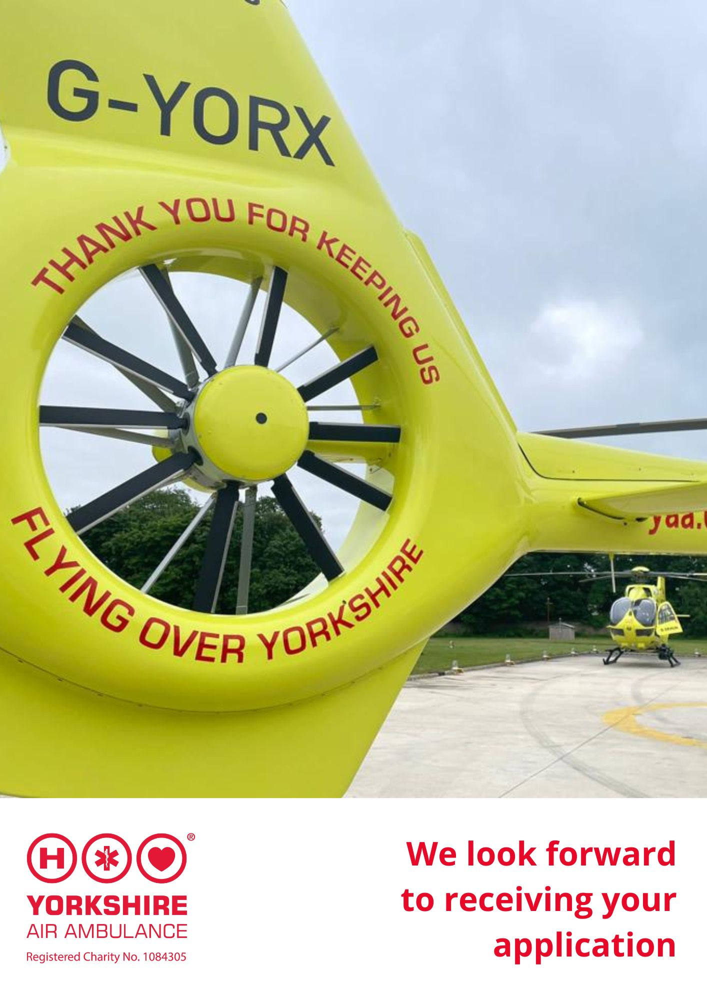 G-YORX
THANK YOU FOR KEEPING US
FLYING OVER YORKSHIRE
yaa.
H
®
YORKSHIRE
AIR AMBULANCE
Registered Charity No. 1084305
We look forward
to receiving your
application